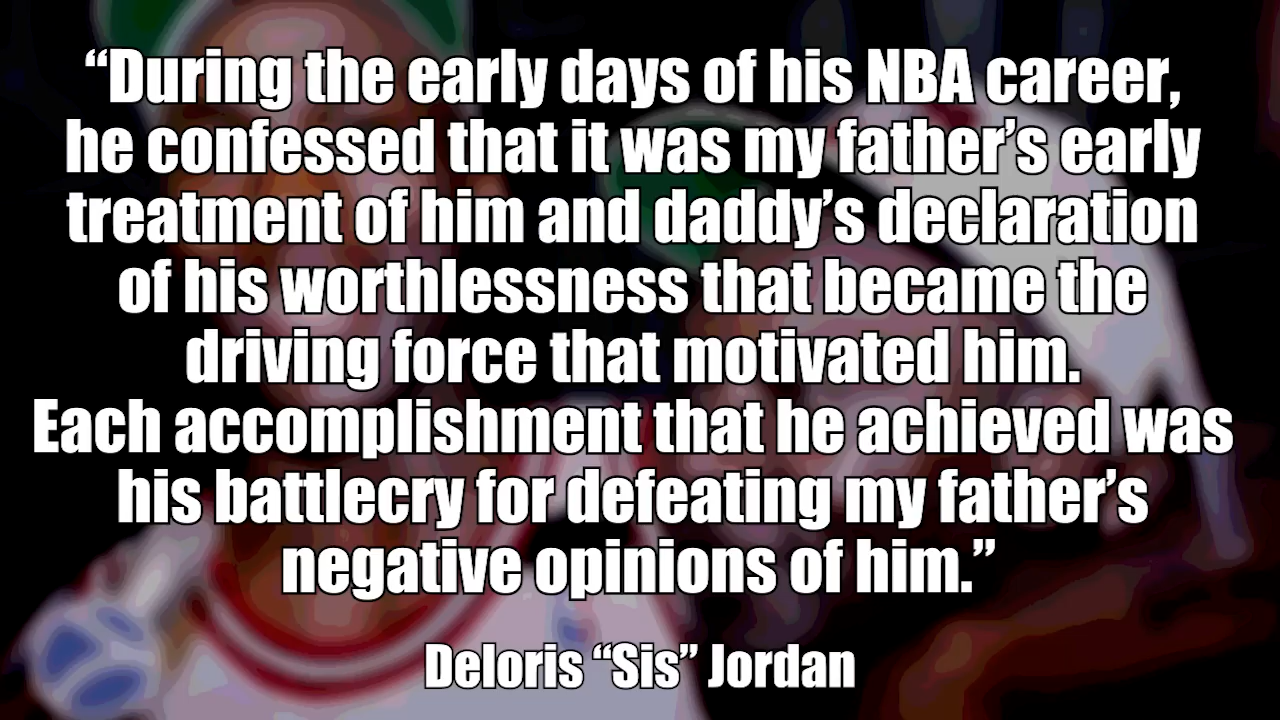 “During the early days of his NBA career,
he confessed that it was my father’s early
treatment of him and daddy’s declaration
of his worthlessness that became the
driving force that motivated him.
Each accomplishment that he achieved was
his battlecry for defeating my father’s
negative opinions of him.”
Deloris “Sis” Jordan